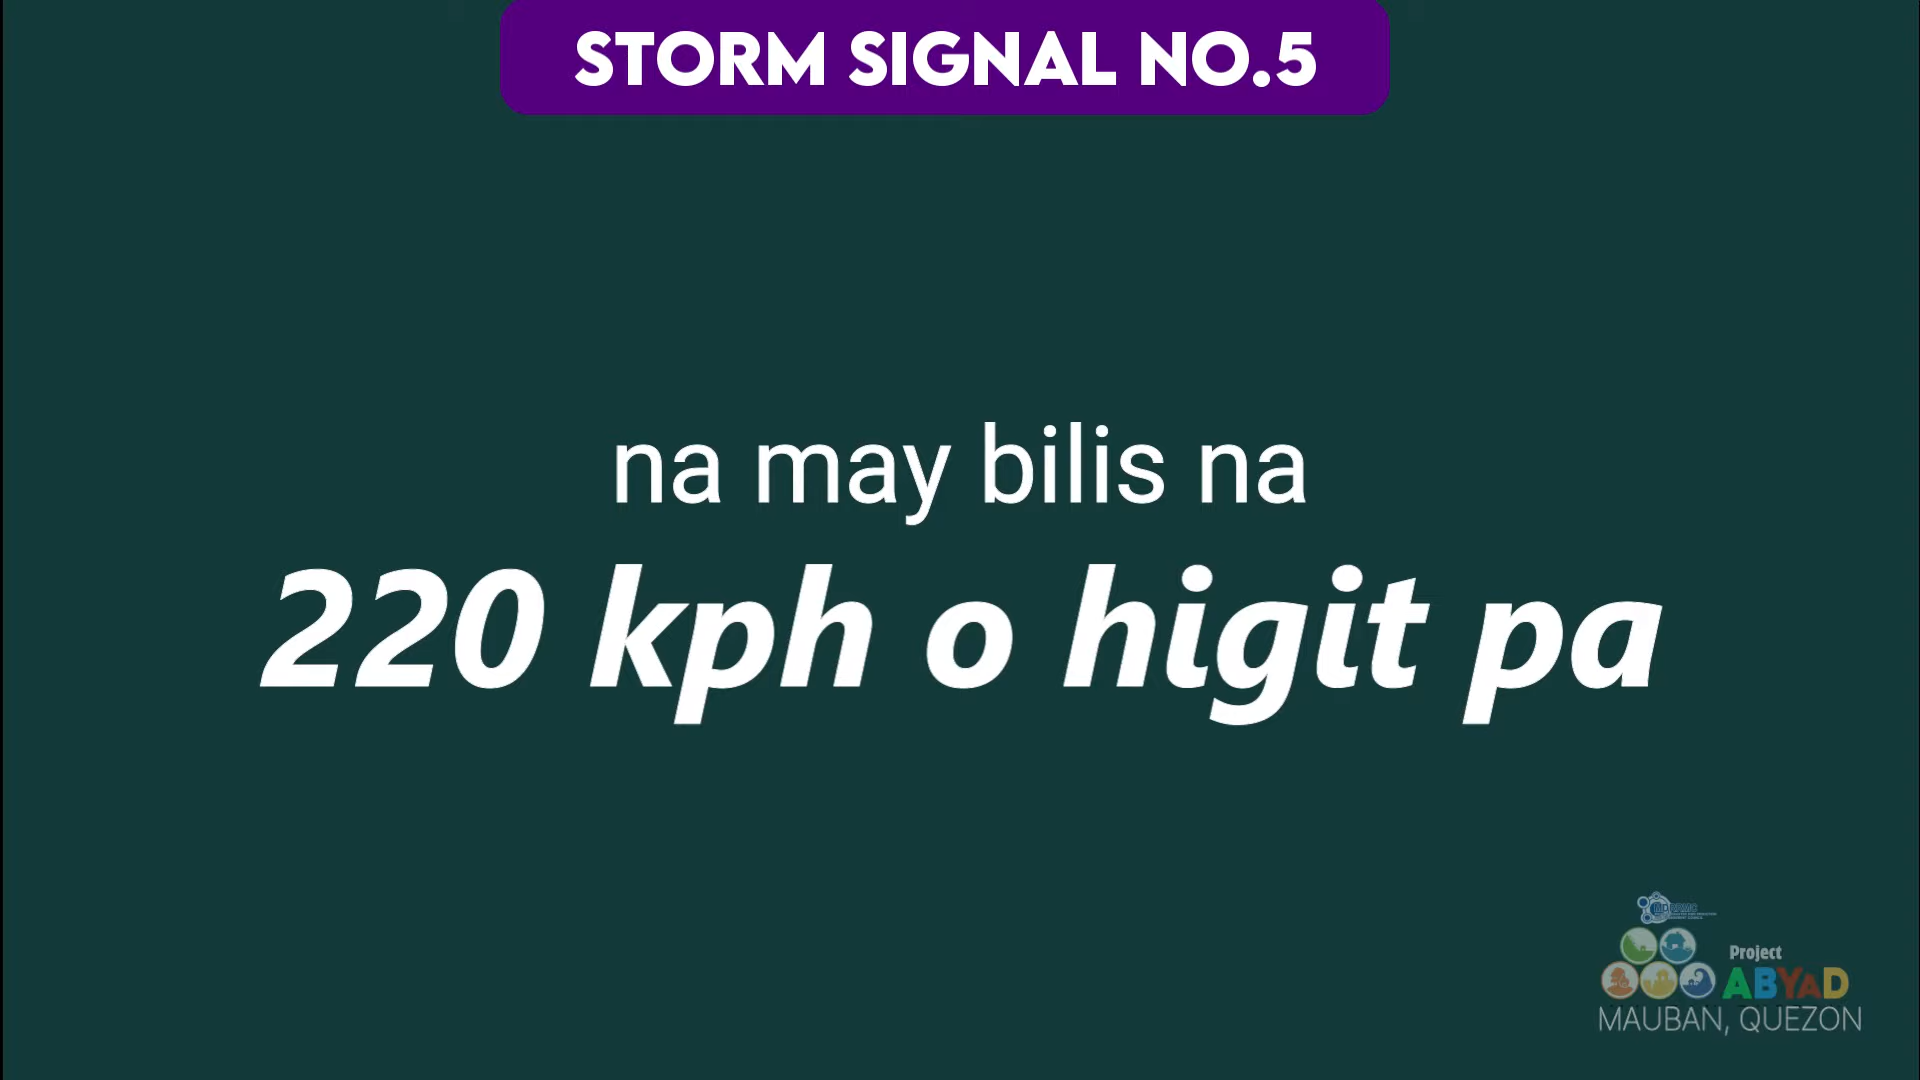 STORM SIGNAL NO.5
na may bilis na
220 kph o higit pa
Project
ABYAD
MAUBAN, QUEZON